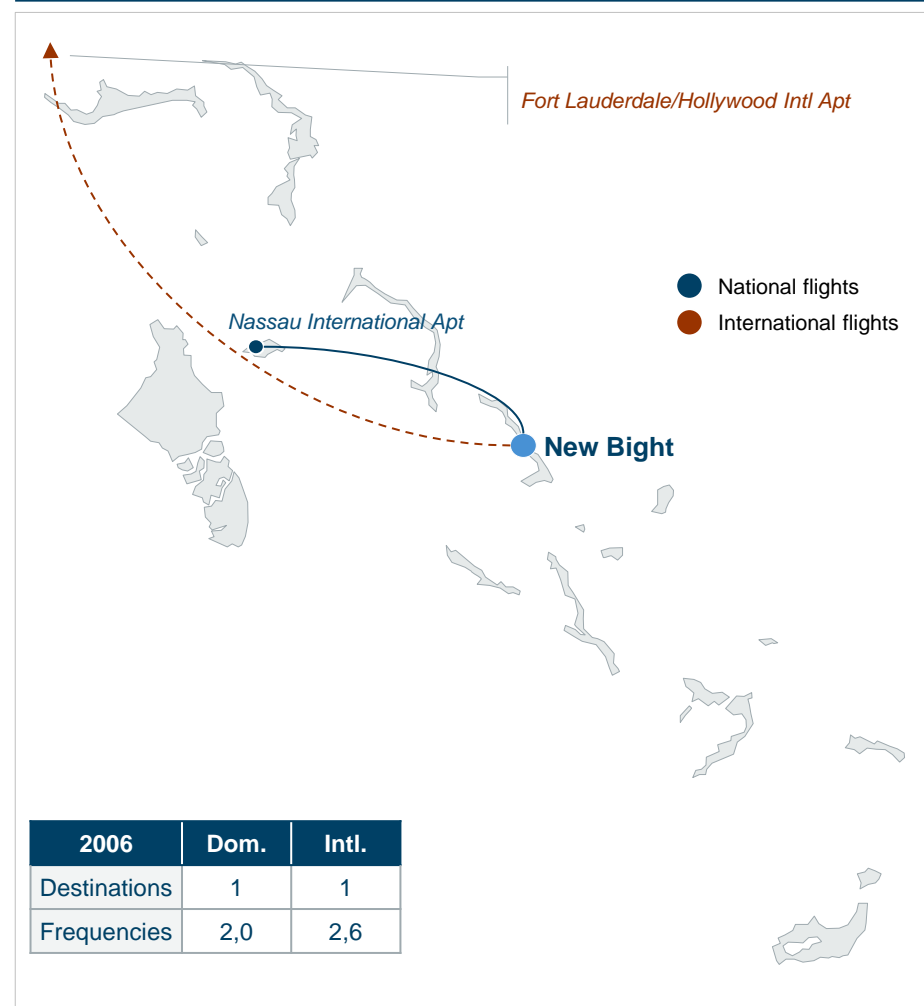 Fort Lauderdale/Hollywood Intl Apt
National flights
International flights
Nassau International Apt
New Bight
2006 Dom. Intl.
Destinations 1 1
Frequencies 2,0 2,6